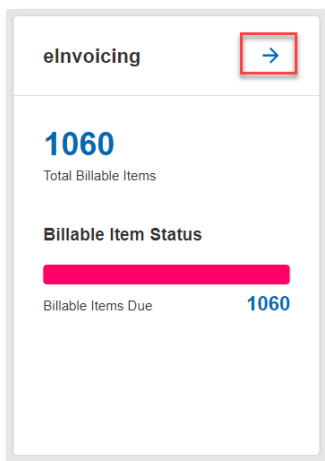 eInvoicing
1060
Total Billable Items
Billable Item Status
Billable Items Due 1060